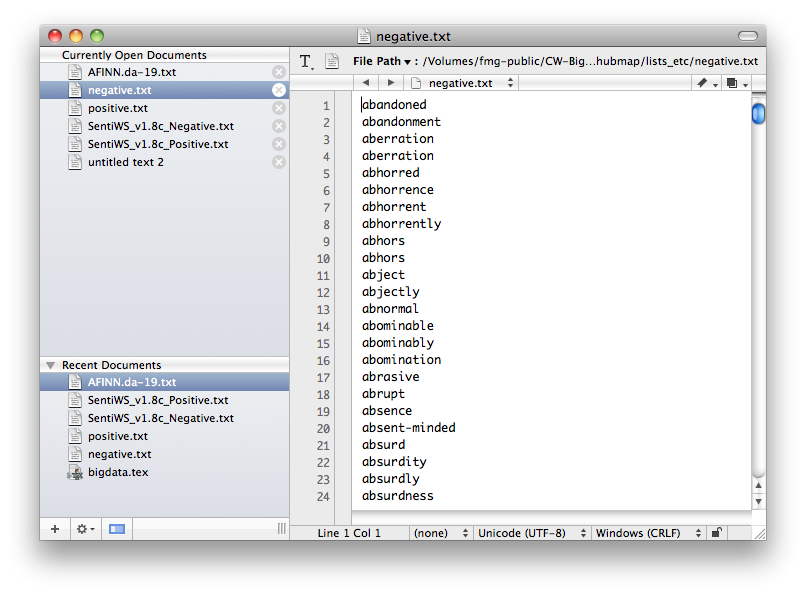 negative.txt
Currently Open Documents
AFINN.da-19.txt
negative.txt
positive.txt
SentiWS_v1.8c_Negative.txt
SentiWS_v1.8c_Positive.txt
untitled text 2
Recent Documents
AFINN.da-19.txt
SentiWS_v1.8c_Positive.txt
SentiWS_v1.8c_Negative.txt
positive.txt
negative.txt
bigdata.tex
File Path ▾ : /Volumes/fmg-public/CW-Big...hubmap/lists_etc/negative.txt
negative.txt
1 abandoned
2 abandonment
3 aberration
4 aberration
5 abhorred
6 abhorrence
7 abhorrent
8 abhorrently
9 abhors
10 abhors
11 abject
12 abjectly
13 abnormal
14 abominable
15 abominably
16 abomination
17 abrasive
18 abrupt
19 absence
20 absent-minded
21 absurd
22 absurdity
23 absurdly
24 absurdness
Line 1 Col 1 (none) Unicode (UTF-8) Windows (CRLF)